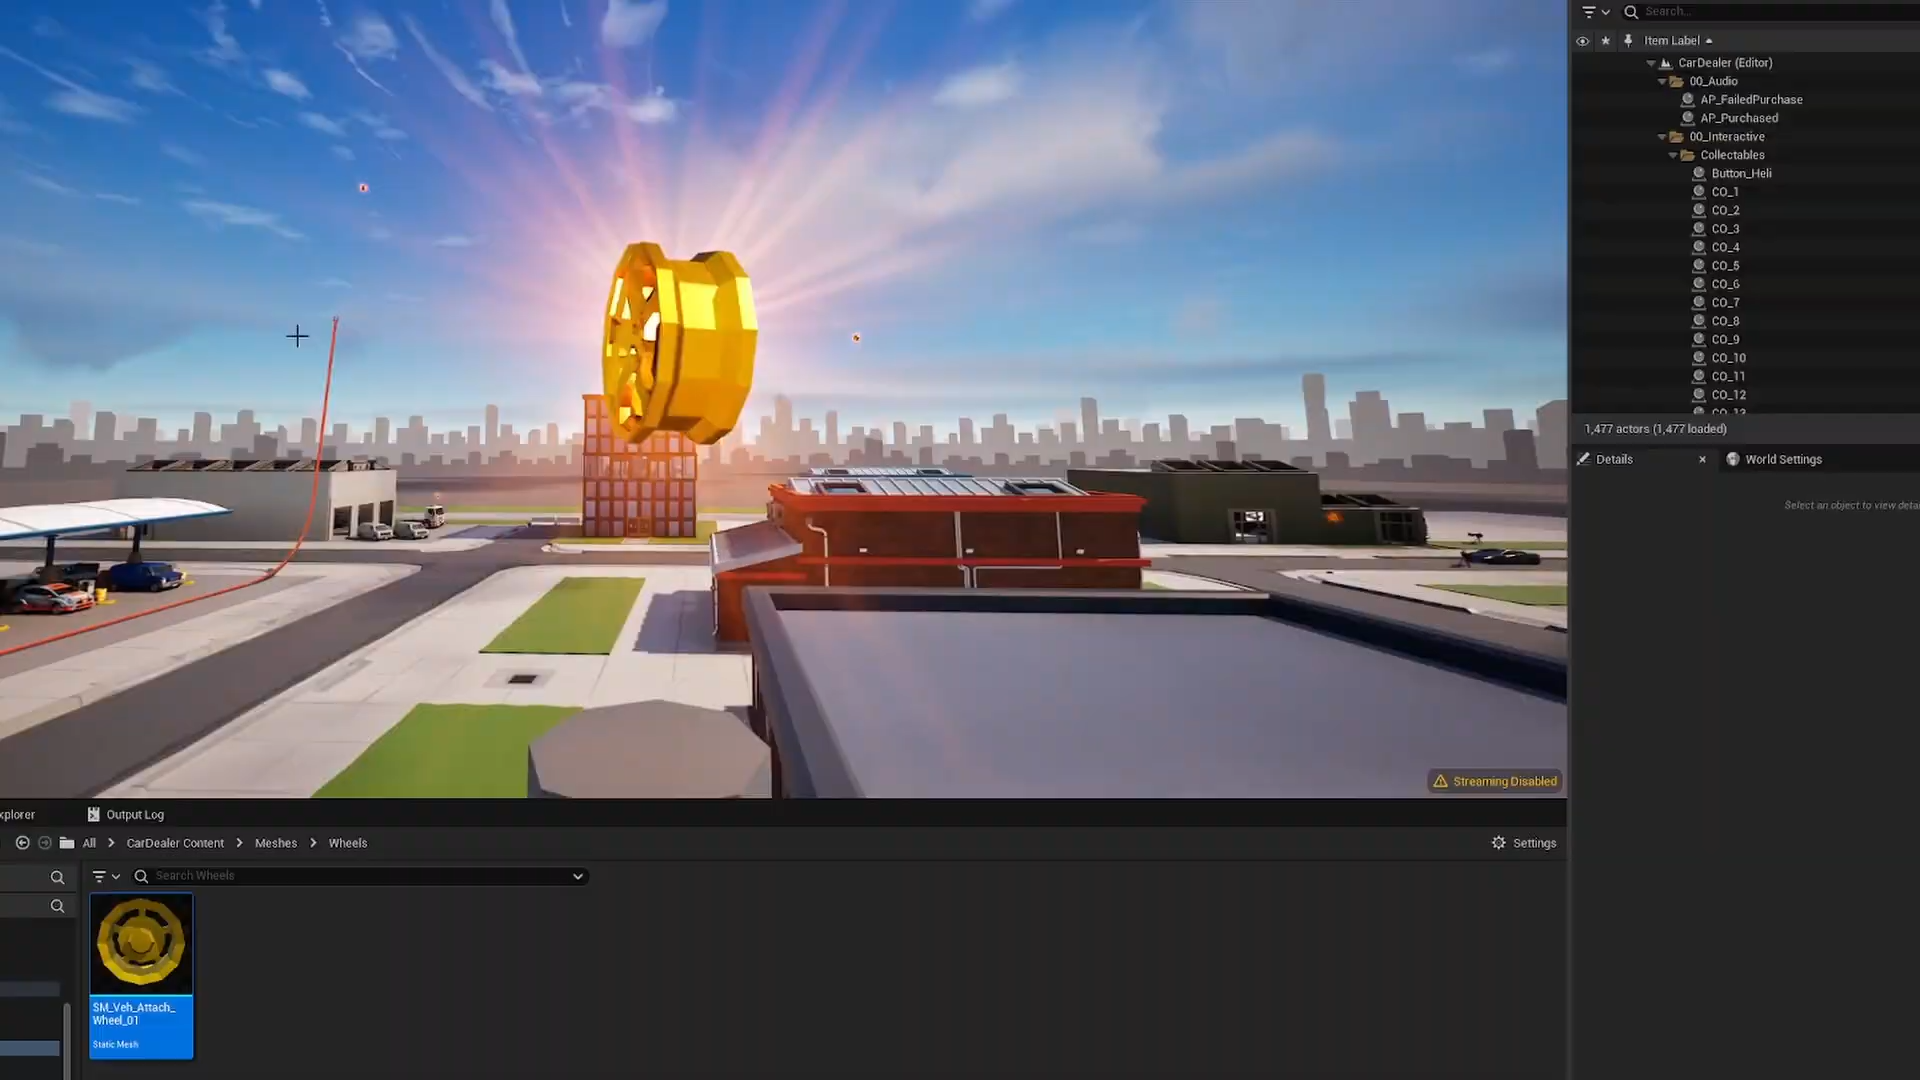 Search...
Item Label
CarDealer (Editor)
00_Audio
AP_FailedPurchase
AP_Purchased
00_Interactive
Collectables
Button_Heli
CO_1
CO_2
CO_3
CO_4
CO_5
CO_6
CO_7
CO_8
CO_9
CO_10
CO_11
CO_12
CO_13
1,477 actors (1,477 loaded)
Details
World Settings
Select an object to view detai
Streaming Disabled
xplorer
Output Log
All > CarDealer Content > Meshes > Wheels
Settings
Search Wheels
SM_Veh_Attach_
Wheel_01
Static Mesh